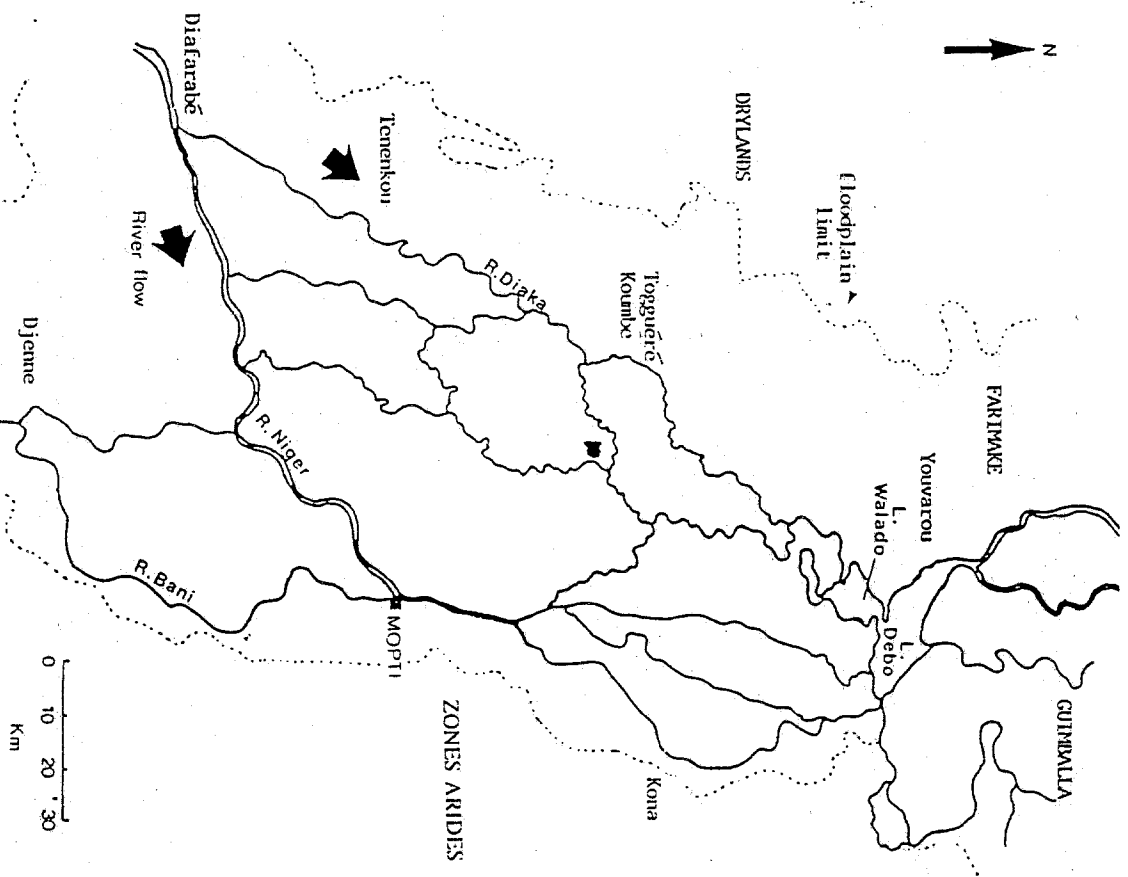 N
GUIMBALLA
FARIMAKE
Youvarou
L.
Debo
L.
Walado
Floodplain
Limit
DRYLANDS
Togguéré
Koumbe
Kona
R.Diaka
ZONES ARIDES
MOPTI
Tenenkou
R.Niger
Diafarabé
R.Bani
River flow
0 10 20 30
Km
Djenne